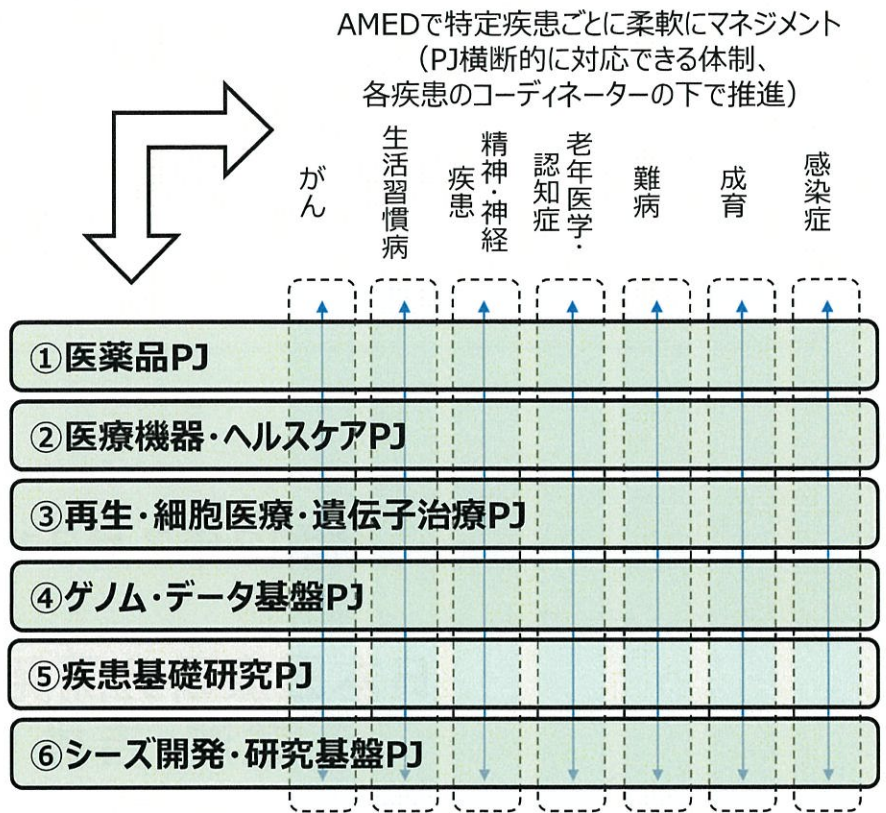 AMEDで特定疾患ごとに柔軟にマネジメント
（PJ横断的に対応できる体制、
各疾患のコーディネーターの下で推進）
がん
生活習慣病
精神・神経
疾患
老年医学・
認知症
難病
成育
感染症
①医薬品PJ
②医療機器・ヘルスケアPJ
③再生・細胞医療・遺伝子治療PJ
④ゲノム・データ基盤PJ
⑤疾患基礎研究PJ
⑥シーズ開発・研究基盤PJ